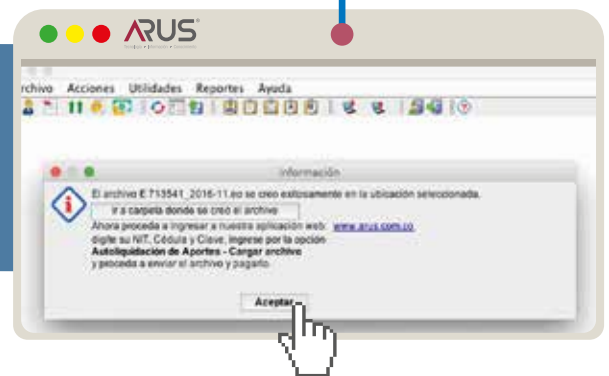 ARUS
rchivo Acciones Utilidades Reportes Ayuda
Información
El archivo E 713541_2016-11.eo se creo exitosamente en la ubicación seleccionada.
Ir a carpeta donde se creó el archivo
Ahora proceda a ingresar a nuestra aplicación web: www.arus.com.co
digite su NIT, Cédula y Clave, ingrese por la opción
Autoliquidación de Aportes - Cargar archivo
y proceda a enviar el archivo y pagarlo.
Aceptar